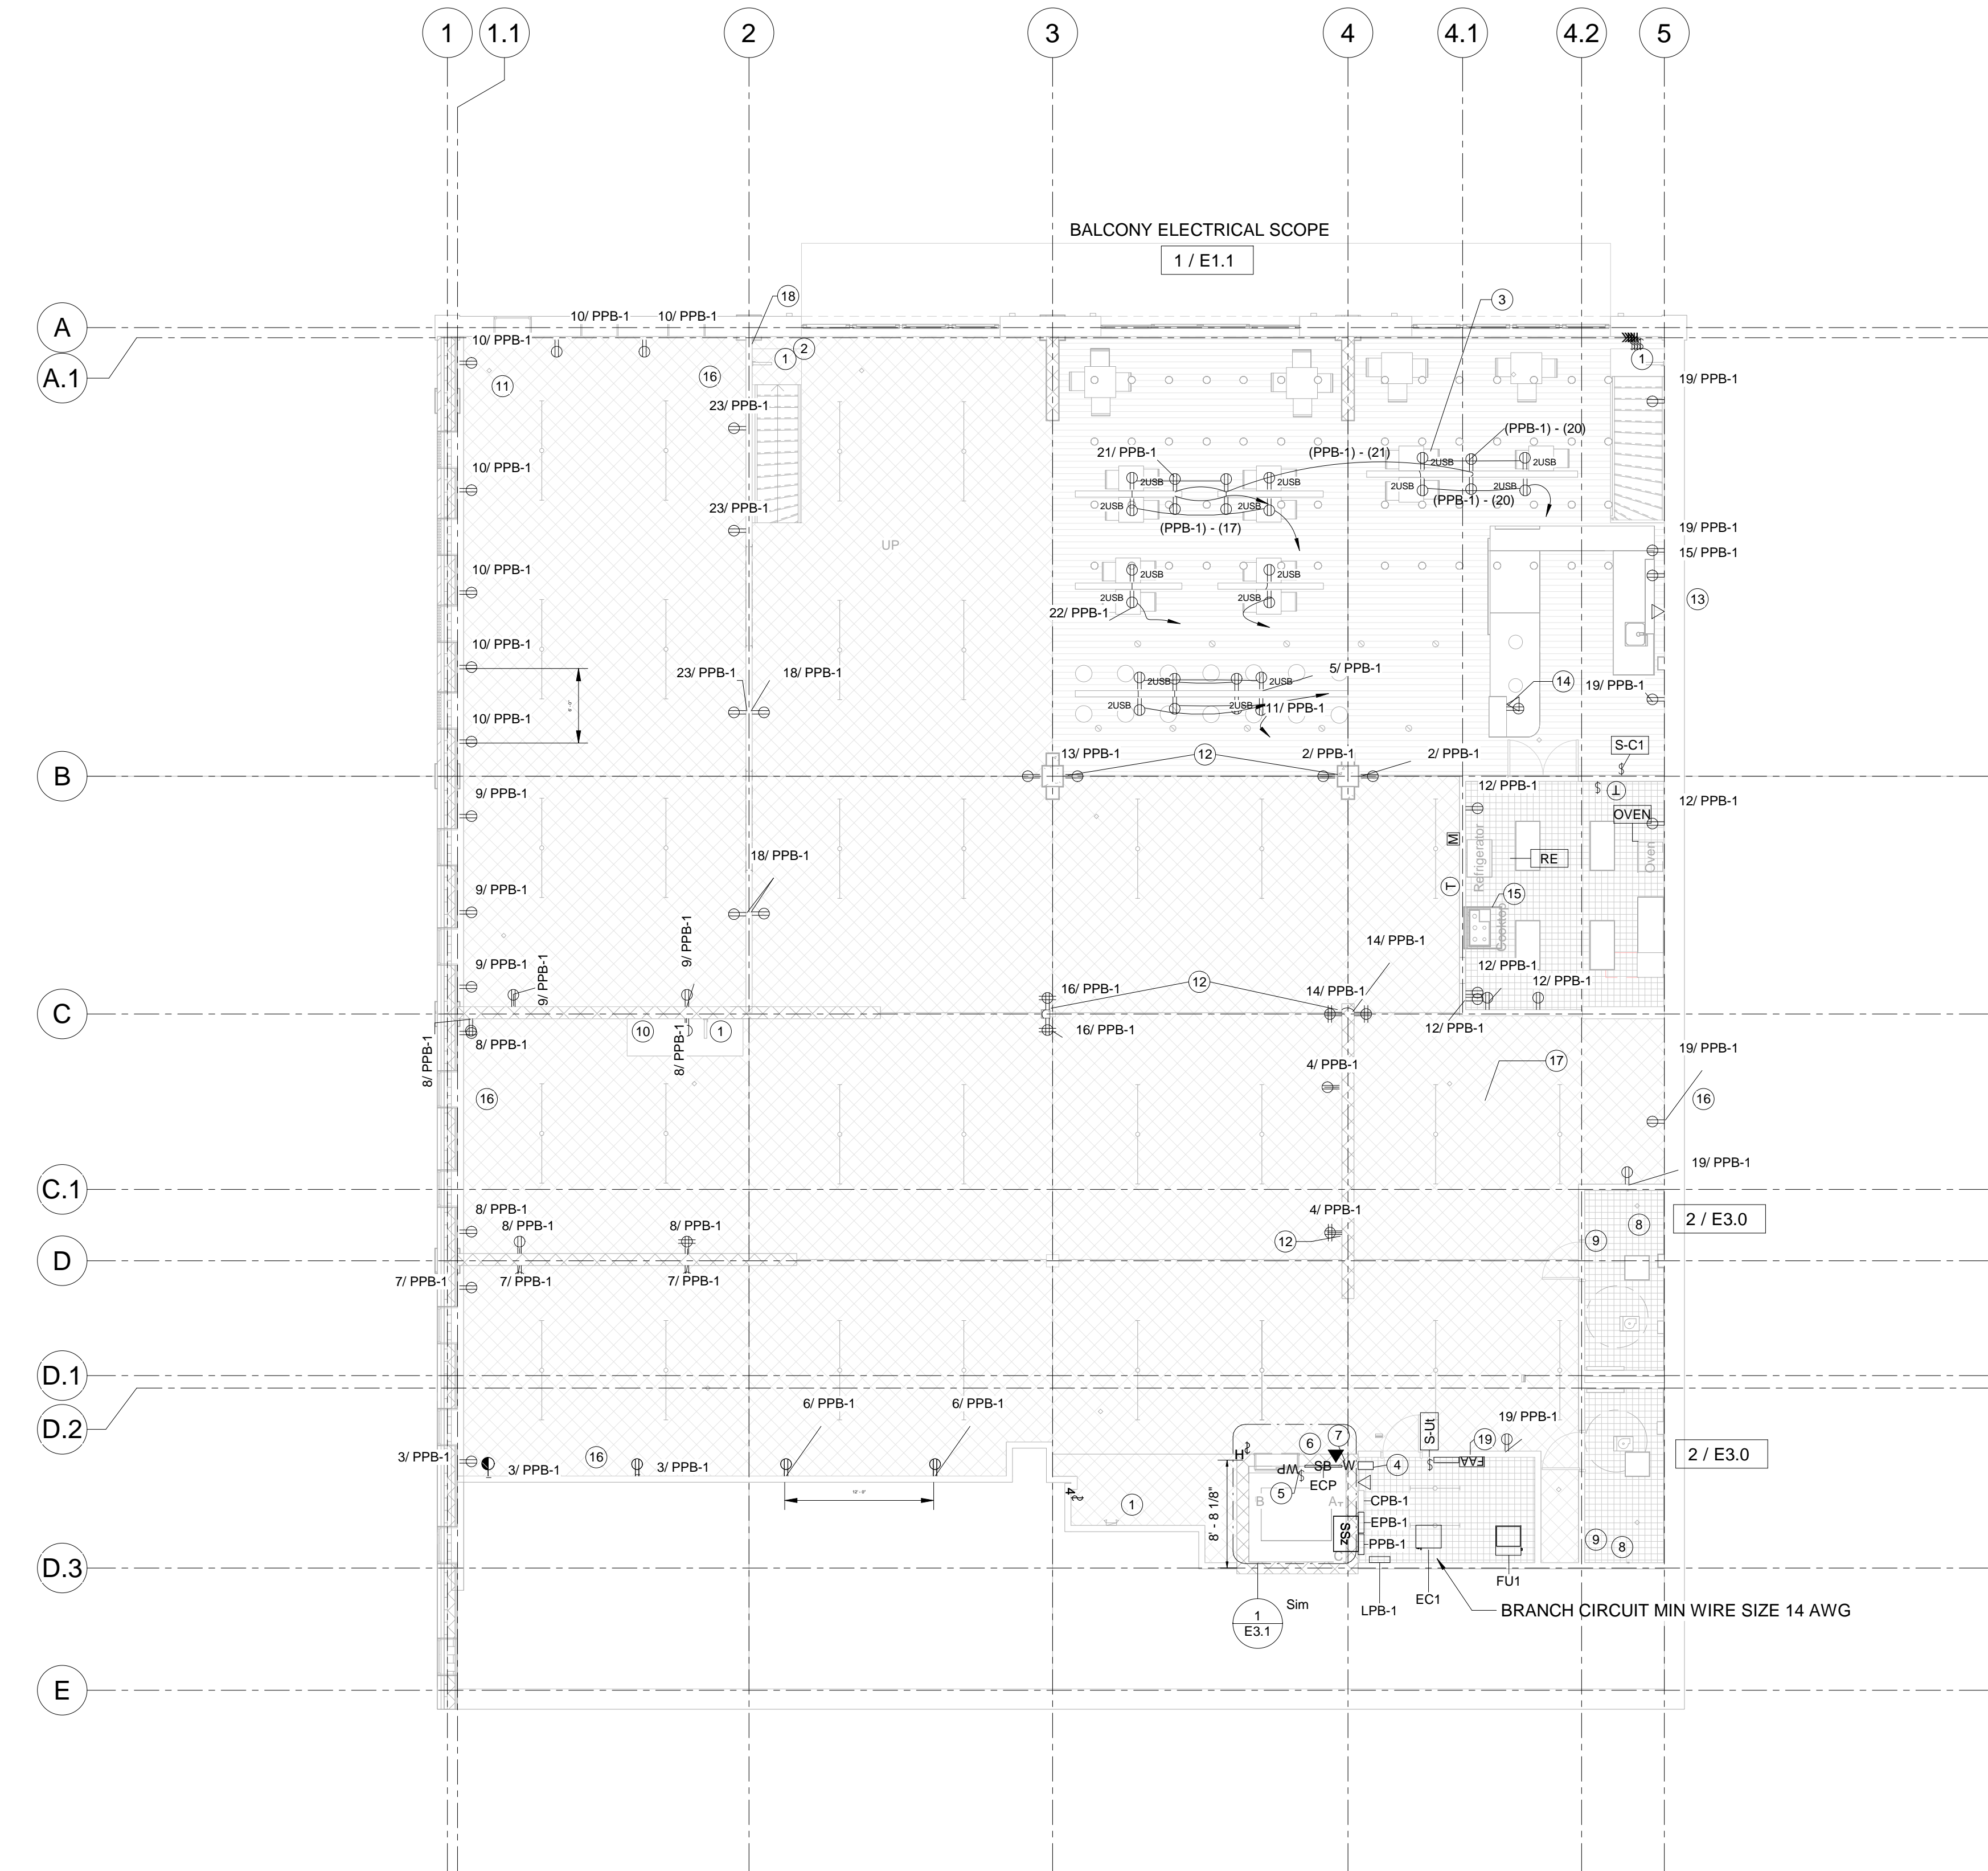 1
1.1
2
3
4
4.1
4.2
5
BALCONY ELECTRICAL SCOPE
1 / E1.1
A
A.1
10/ PPB-1
10/ PPB-1
10/ PPB-1
18
2
1
3
1
11
16
19/ PPB-1
23/ PPB-1
(PPB-1) - (20)
21/ PPB-1
(PPB-1) - (21)
2USB
2USB
2USB
2USB
10/ PPB-1
2USB
2USB
(PPB-1) - (20)
2USB
2USB
23/ PPB-1
(PPB-1) - (17)
19/ PPB-1
UP
15/ PPB-1
10/ PPB-1
2USB
2USB
2USB
2USB
13
22/ PPB-1
10/ PPB-1
23/ PPB-1
18/ PPB-1
5/ PPB-1
2USB
2USB
14
19/ PPB-1
2USB
2USB
11/ PPB-1
10/ PPB-1
S-C1
B
13/ PPB-1
12
2/ PPB-1
2/ PPB-1
9/ PPB-1
12/ PPB-1
T
12/ PPB-1
OVEN
M
Refrigerator
RE
Oven
18/ PPB-1
T
15
9/ PPB-1
Cooktop
9/ PPB-1
14/ PPB-1
9/ PPB-1
9/ PPB-1
12/ PPB-1
12/ PPB-1
16/ PPB-1
12
14/ PPB-1
C
10
1
16/ PPB-1
12/ PPB-1
8/ PPB-1
8/ PPB-1
8/ PPB-1
4/ PPB-1
17
19/ PPB-1
16
16
19/ PPB-1
C.1
8/ PPB-1
8/ PPB-1
8/ PPB-1
4/ PPB-1
2 / E3.0
8
12
9
D
7/ PPB-1
7/ PPB-1
7/ PPB-1
D.1
D.2
6/ PPB-1
6/ PPB-1
19/ PPB-1
S-Ut
3/ PPB-1
3/ PPB-1
16
3/ PPB-1
H
6
7
19
2 / E3.0
WP
SB
W
4
FAA
ECP
5
12' - 0"
4
1
B
A
T
CPB-1
8' - 8 1/8"
EPB-1
SSz
PPB-1
C
9
8
D.3
FU1
EC1
LPB-1
Sim
1
E3.1
BRANCH CIRCUIT MIN WIRE SIZE 14 AWG
E